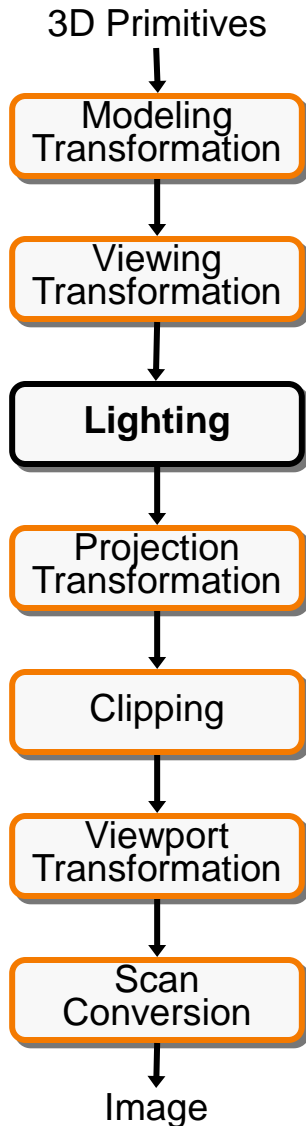 3D Primitives
Modeling
Transformation
Viewing
Transformation
Lighting
Projection
Transformation
Clipping
Viewport
Transformation
Scan
Conversion
Image